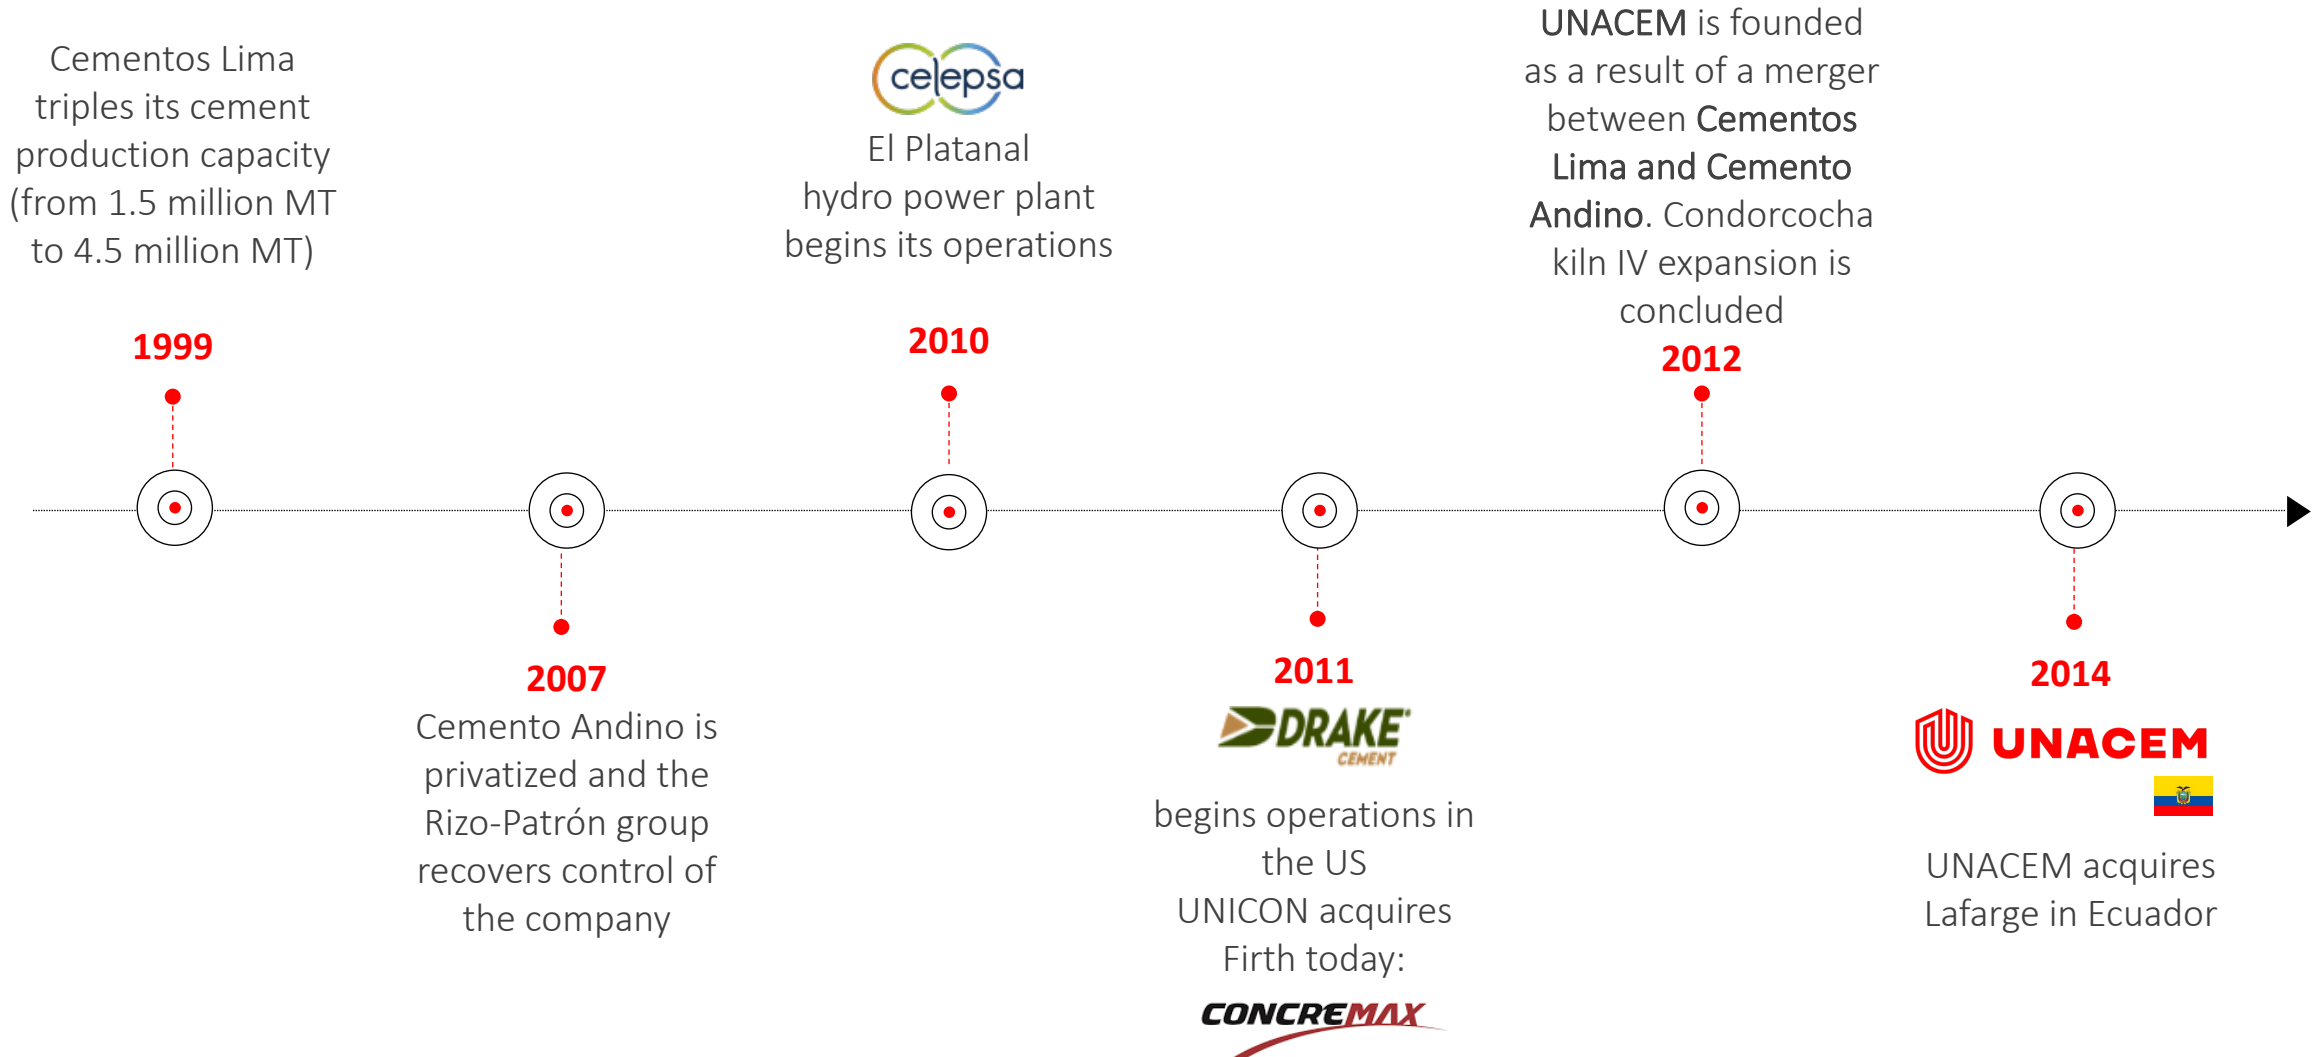 Cementos Lima
triples its cement
production capacity
(from 1.5 million MT
to 4.5 million MT)
1999
2007
Cemento Andino is
privatized and the
Rizo-Patrón group
recovers control of
the company
celepsa
El Platanal
hydro power plant
begins its operations
2010
2011
DRAKE
CEMENT
begins operations in
the US
UNICON acquires
Firth today:
CONCREMAX
UNACEM is founded
as a result of a merger
between Cementos
Lima and Cemento
Andino. Condorcocha
kiln IV expansion is
concluded
2012
2014
UNACEM
UNACEM acquires
Lafarge in Ecuador